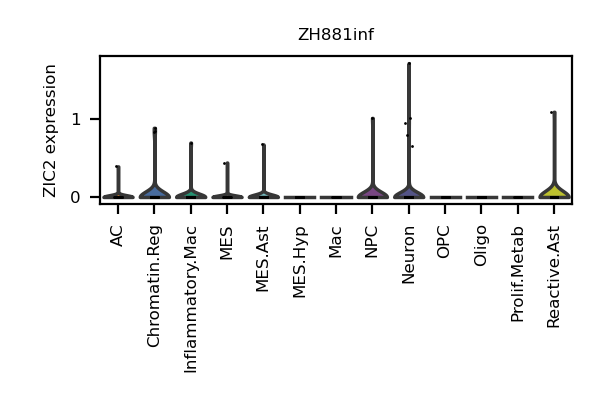 ZH881inf
ZIC2 expression
1
0
AC
Chromatin.Reg
Inflammatory.Mac
MES
MES.Ast
MES.Hyp
Mac
NPC
Neuron
OPC
Oligo
Prolif.Metab
Reactive.Ast